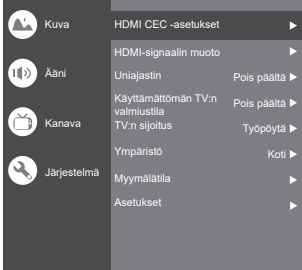 Kuva
Ääni
Kanava
Järjestelmä
HDMI CEC -asetukset
HDMI-signaalin muoto
Uniajastin Pois päältä
Käyttämättömän TV:n
valmiustila Pois päältä
TV:n sijoitus Työpöytä
Ympäristö Koti
Myymälätila
Asetukset